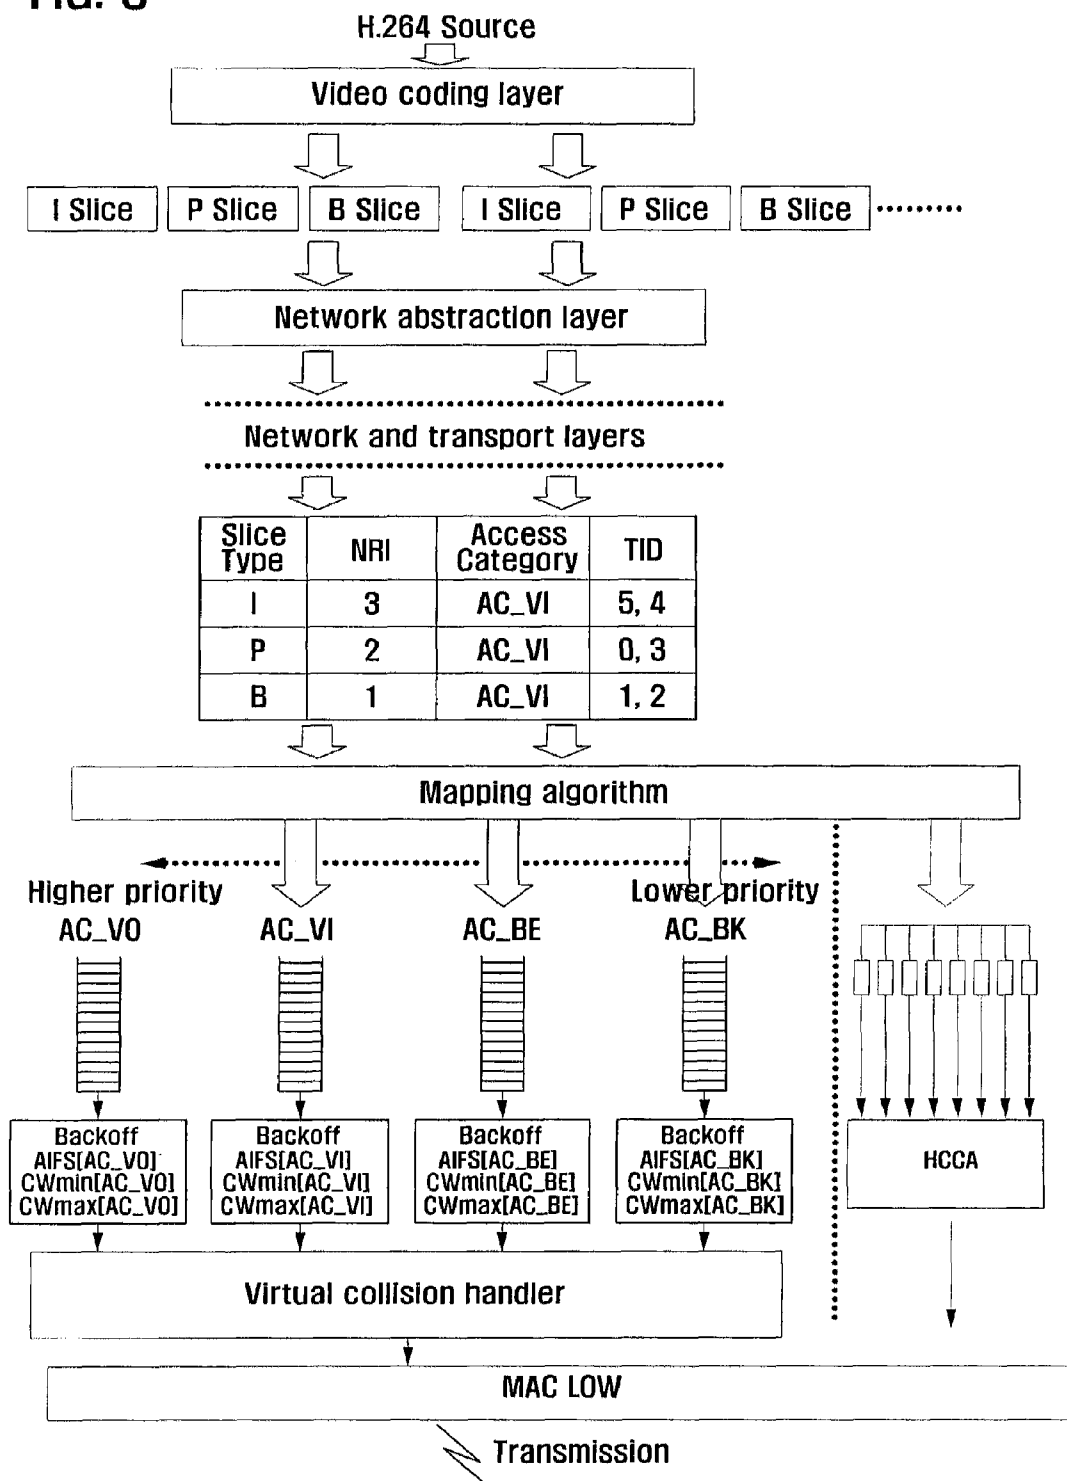 H.264 Source
Video coding layer
I Slice P Slice B Slice I Slice P Slice B Slice
Network abstraction layer
Network and transport layers
Slice Type NRI Access Category TID
I 3 AC_VI 5, 4
P 2 AC_VI 0, 3
B 1 AC_VI 1, 2
Mapping algorithm
Higher priority Lower priority
AC_VO AC_VI AC_BE AC_BK
Backoff Backoff Backoff Backoff
AIFS[AC_VO] AIFS[AC_VI] AIFS[AC_BE] AIFS[AC_BK] HCCA
CWmin[AC_VO] CWmin[AC_VI] CWmin[AC_BE] CWmin[AC_BK]
CWmax[AC_VO] CWmax[AC_VI] CWmax[AC_BE] CWmax[AC_BK]
Virtual collision handler
MAC LOW
Transmission